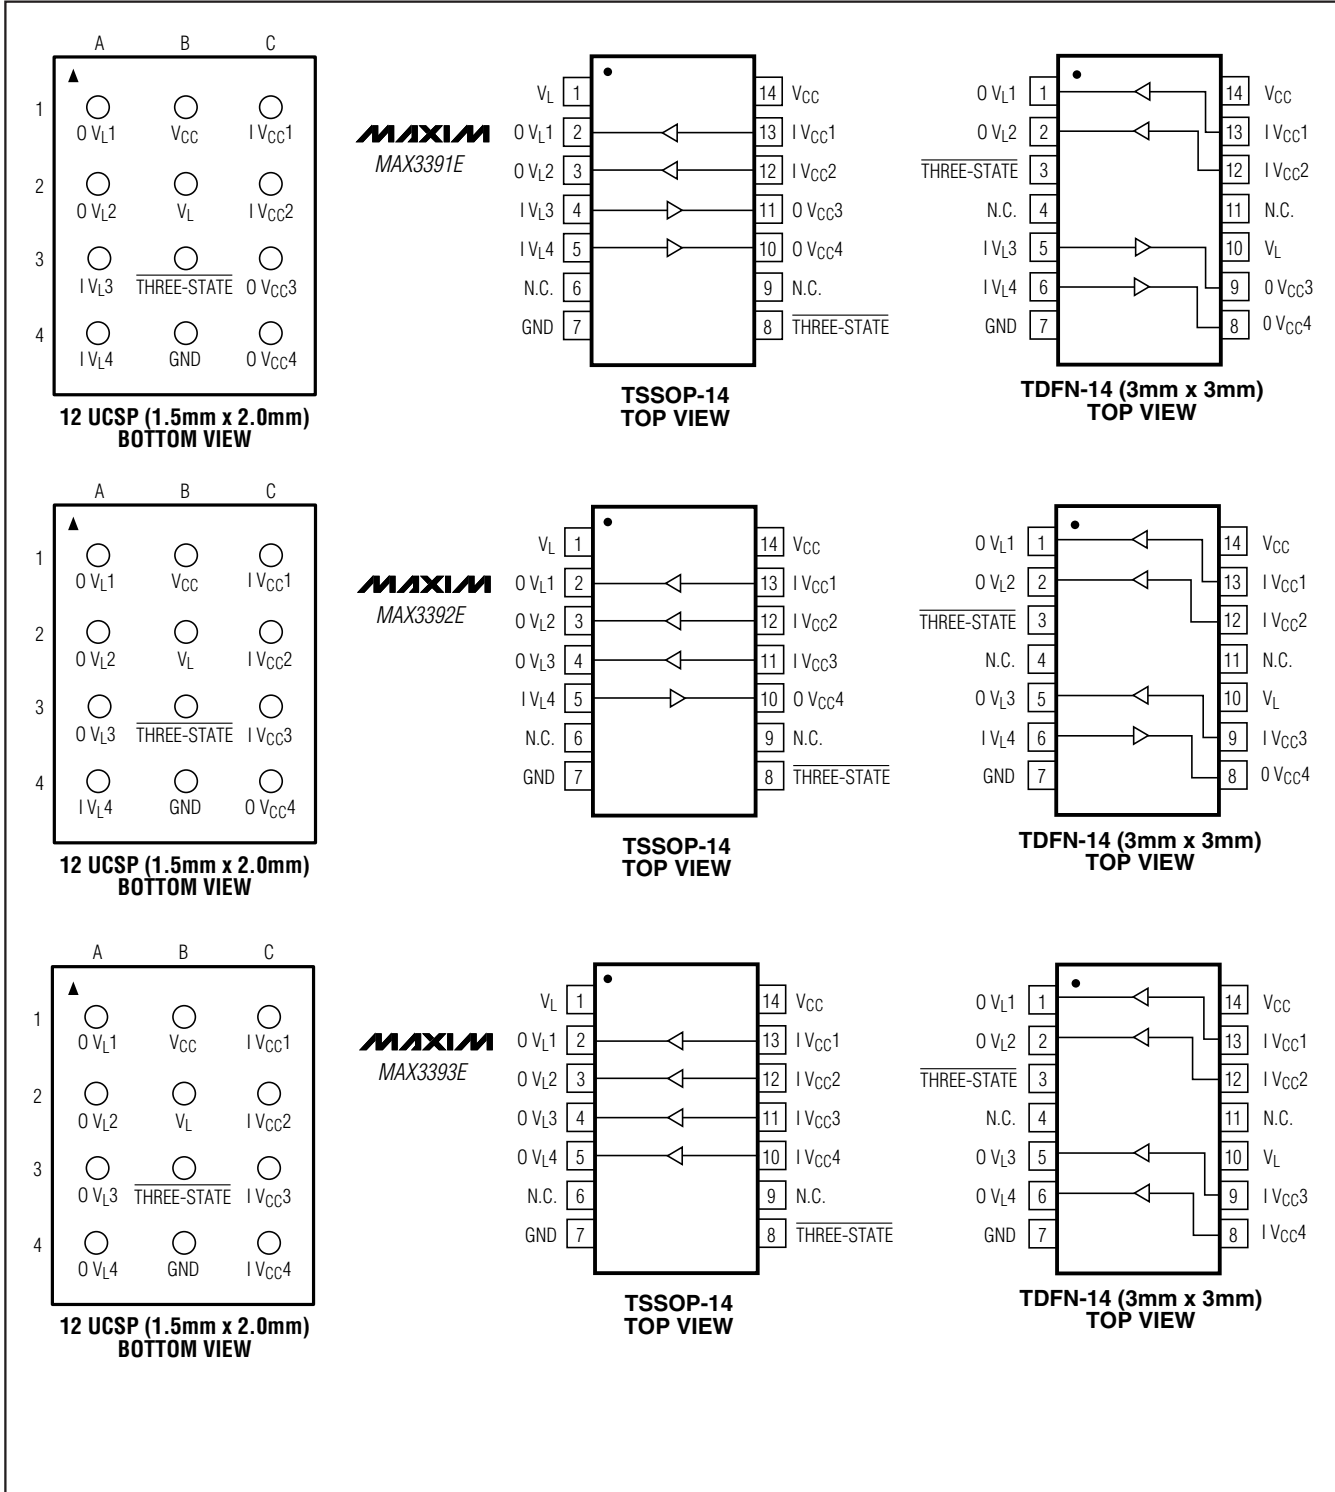 A B C
1
O VL1 VCC I VCC1
2
O VL2 VL I VCC2
3
I VL3 THREE-STATE O VCC3
4
I VL4 GND O VCC4
12 UCSP (1.5mm x 2.0mm)
BOTTOM VIEW
MAXIM
MAX3391E
VL 1 14 VCC
O VL1 2 13 I VCC1
O VL2 3 12 I VCC2
I VL3 4 11 O VCC3
I VL4 5 10 O VCC4
N.C. 6 9 N.C.
GND 7 8 THREE-STATE
TSSOP-14
TOP VIEW
O VL1 1 14 VCC
O VL2 2 13 I VCC1
THREE-STATE 3 12 I VCC2
N.C. 4 11 N.C.
I VL3 5 10 VL
I VL4 6 9 O VCC3
GND 7 8 O VCC4
TDFN-14 (3mm x 3mm)
TOP VIEW
A B C
1
O VL1 VCC I VCC1
2
O VL2 VL I VCC2
3
O VL3 THREE-STATE I VCC3
4
I VL4 GND O VCC4
12 UCSP (1.5mm x 2.0mm)
BOTTOM VIEW
MAXIM
MAX3392E
VL 1 14 VCC
O VL1 2 13 I VCC1
O VL2 3 12 I VCC2
O VL3 4 11 I VCC3
I VL4 5 10 O VCC4
N.C. 6 9 N.C.
GND 7 8 THREE-STATE
TSSOP-14
TOP VIEW
O VL1 1 14 VCC
O VL2 2 13 I VCC1
THREE-STATE 3 12 I VCC2
N.C. 4 11 N.C.
O VL3 5 10 VL
I VL4 6 9 I VCC3
GND 7 8 O VCC4
TDFN-14 (3mm x 3mm)
TOP VIEW
A B C
1
O VL1 VCC I VCC1
2
O VL2 VL I VCC2
3
O VL3 THREE-STATE I VCC3
4
O VL4 GND I VCC4
12 UCSP (1.5mm x 2.0mm)
BOTTOM VIEW
MAXIM
MAX3393E
VL 1 14 VCC
O VL1 2 13 I VCC1
O VL2 3 12 I VCC2
O VL3 4 11 I VCC3
O VL4 5 10 I VCC4
N.C. 6 9 N.C.
GND 7 8 THREE-STATE
TSSOP-14
TOP VIEW
O VL1 1 14 VCC
O VL2 2 13 I VCC1
THREE-STATE 3 12 I VCC2
N.C. 4 11 N.C.
O VL3 5 10 VL
O VL4 6 9 I VCC3
GND 7 8 I VCC4
TDFN-14 (3mm x 3mm)
TOP VIEW